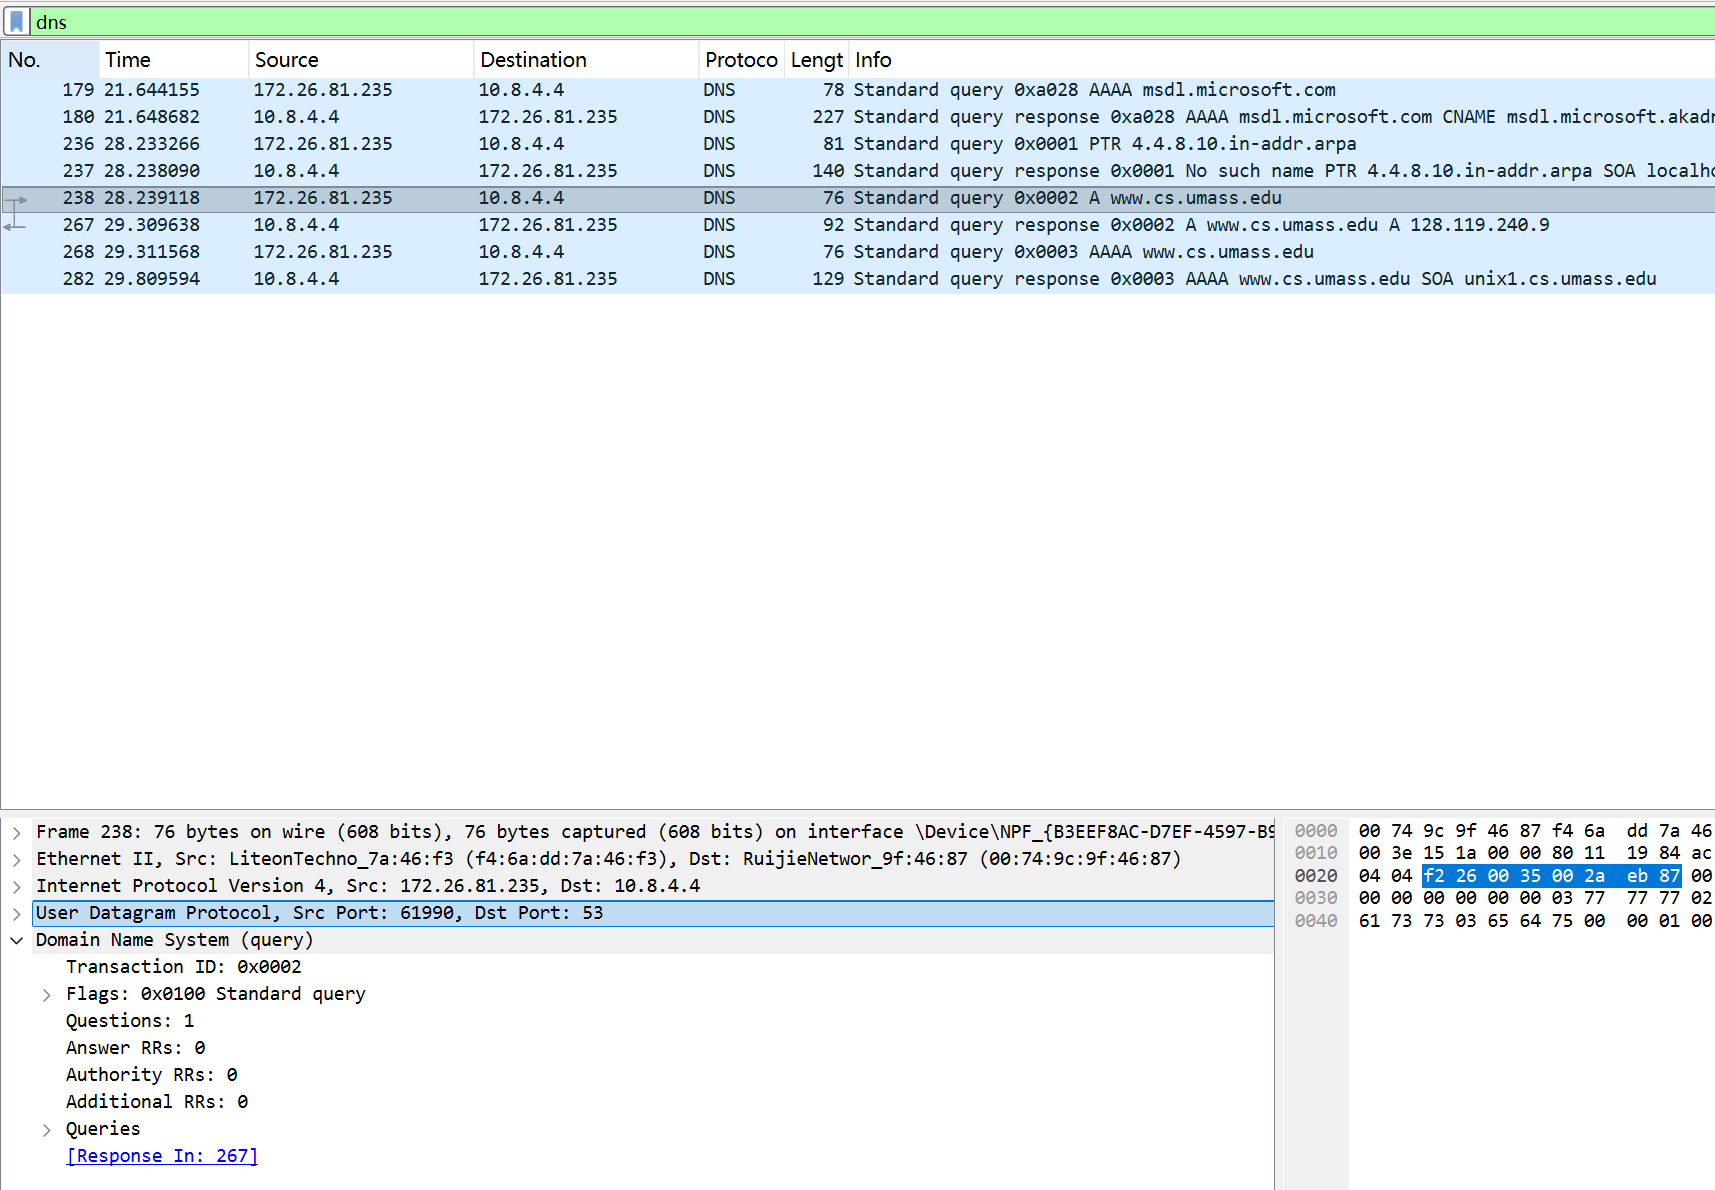 dns
No. Time Source Destination Protoco Lengt Info
179 21.644155 172.26.81.235 10.8.4.4 DNS 78 Standard query 0xa028 AAAA msdl.microsoft.com
180 21.648682 10.8.4.4 172.26.81.235 DNS 227 Standard query response 0xa028 AAAA msdl.microsoft.com CNAME msdl.microsoft.akadn
236 28.233266 172.26.81.235 10.8.4.4 DNS 81 Standard query 0x0001 PTR 4.4.8.10.in-addr.arpa
237 28.238090 10.8.4.4 172.26.81.235 DNS 140 Standard query response 0x0001 No such name PTR 4.4.8.10.in-addr.arpa SOA localho
238 28.239118 172.26.81.235 10.8.4.4 DNS 76 Standard query 0x0002 A www.cs.umass.edu
267 29.309638 10.8.4.4 172.26.81.235 DNS 92 Standard query response 0x0002 A www.cs.umass.edu A 128.119.240.9
268 29.311568 172.26.81.235 10.8.4.4 DNS 76 Standard query 0x0003 AAAA www.cs.umass.edu
282 29.809594 10.8.4.4 172.26.81.235 DNS 129 Standard query response 0x0003 AAAA www.cs.umass.edu SOA unix1.cs.umass.edu
Frame 238: 76 bytes on wire (608 bits), 76 bytes captured (608 bits) on interface \Device\NPF_{B3EEF8AC-D7EF-4597-B9
Ethernet II, Src: LiteonTechno_7a:46:f3 (f4:6a:dd:7a:46:f3), Dst: RuijieNetwor_9f:46:87 (00:74:9c:9f:46:87)
Internet Protocol Version 4, Src: 172.26.81.235, Dst: 10.8.4.4
User Datagram Protocol, Src Port: 61990, Dst Port: 53
Domain Name System (query)
Transaction ID: 0x0002
Flags: 0x0100 Standard query
Questions: 1
Answer RRs: 0
Authority RRs: 0
Additional RRs: 0
Queries
[Response In: 267]
0000 00 74 9c 9f 46 87 f4 6a dd 7a 46
0010 00 3e 15 1a 00 00 80 11 19 84 ac
0020 04 04 f2 26 00 35 00 2a eb 87 00
0030 00 00 00 00 00 00 03 77 77 77 02
0040 61 73 73 03 65 64 75 00 00 01 00